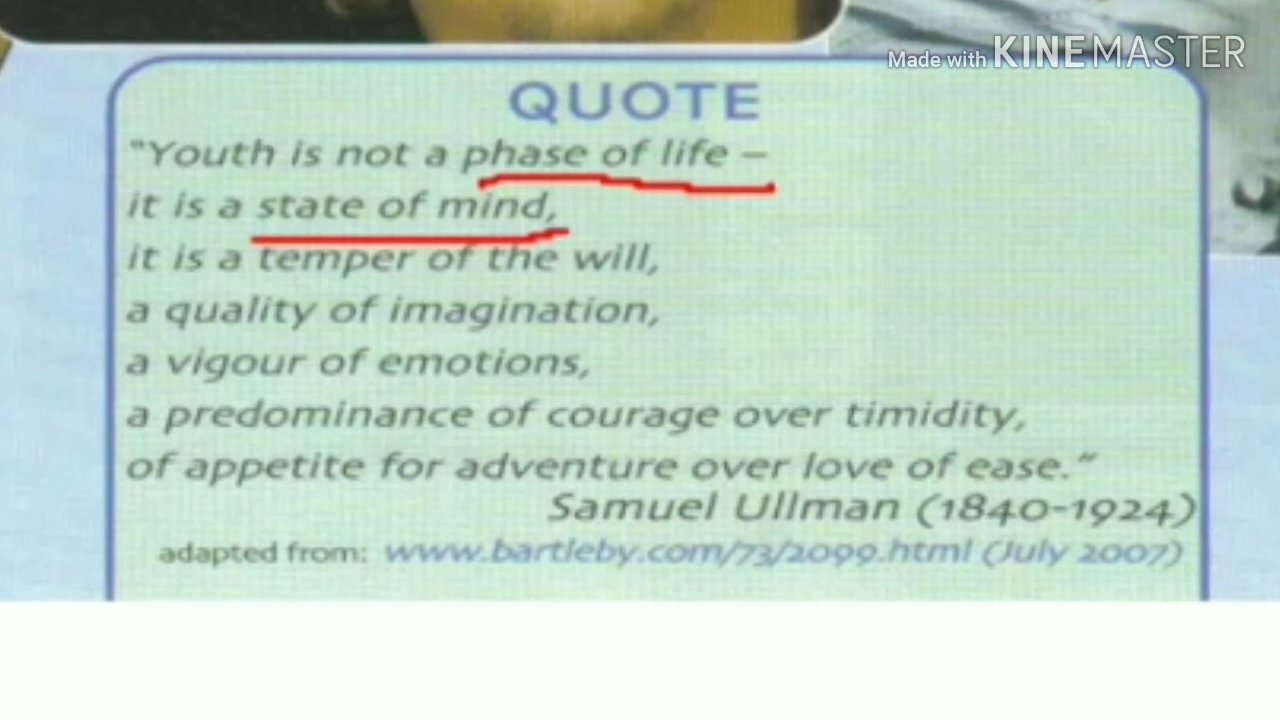 Made with KINEMASTER
QUOTE
"Youth is not a phase of life –
it is a state of mind,
it is a temper of the will,
a quality of imagination,
a vigour of emotions,
a predominance of courage over timidity,
of appetite for adventure over love of ease."
Samuel Ullman (1840-1924)
adapted from: www.bartleby.com/73/2099.html (July 2007)